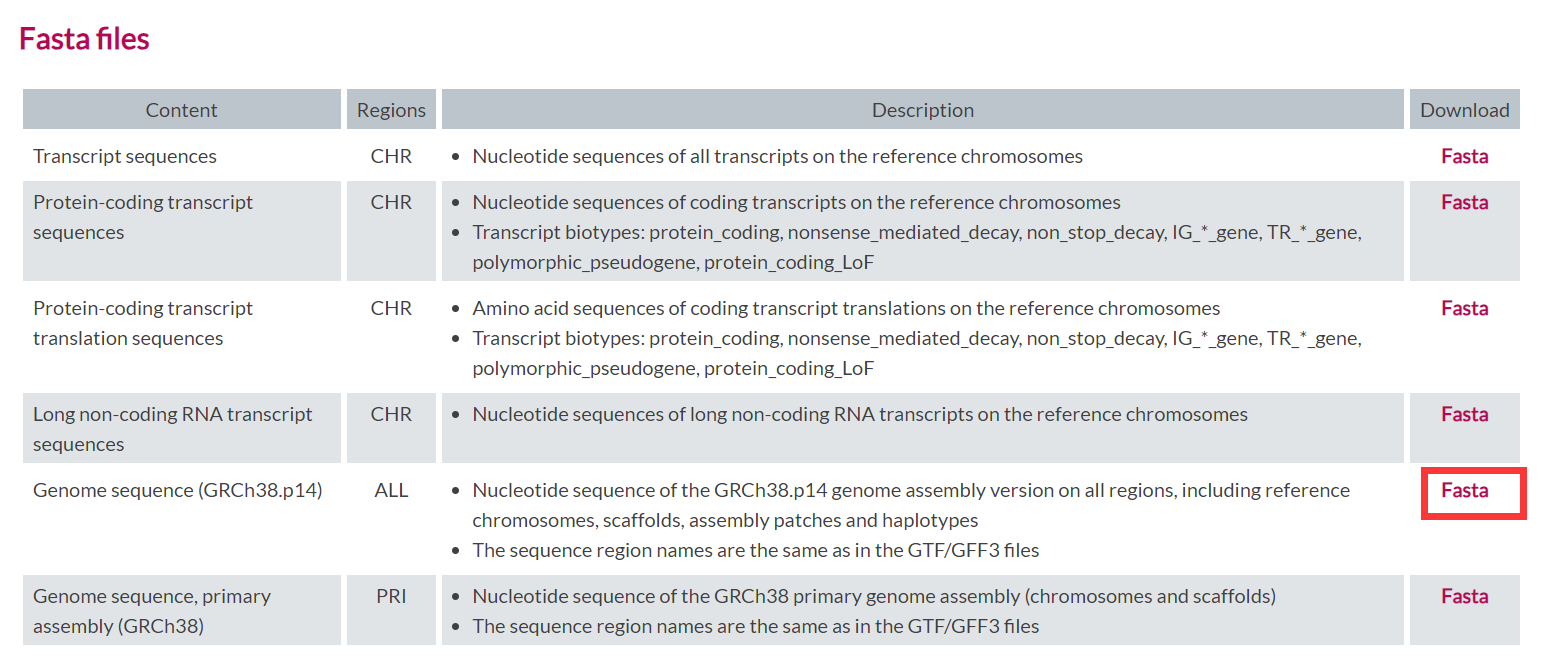 Fasta files
Content Regions Description Download
Transcript sequences CHR • Nucleotide sequences of all transcripts on the reference chromosomes Fasta
Protein-coding transcript CHR • Nucleotide sequences of coding transcripts on the reference chromosomes Fasta
sequences • Transcript biotypes: protein_coding, nonsense_mediated_decay, non_stop_decay, IG_*_gene, TR_*_gene,
polymorphic_pseudogene, protein_coding_LoF
Protein-coding transcript CHR • Amino acid sequences of coding transcript translations on the reference chromosomes Fasta
translation sequences • Transcript biotypes: protein_coding, nonsense_mediated_decay, non_stop_decay, IG_*_gene, TR_*_gene,
polymorphic_pseudogene, protein_coding_LoF
Long non-coding RNA transcript CHR • Nucleotide sequences of long non-coding RNA transcripts on the reference chromosomes Fasta
sequences
Genome sequence (GRCh38.p14) ALL • Nucleotide sequence of the GRCh38.p14 genome assembly version on all regions, including reference Fasta
chromosomes, scaffolds, assembly patches and haplotypes
• The sequence region names are the same as in the GTF/GFF3 files
Genome sequence, primary PRI • Nucleotide sequence of the GRCh38 primary genome assembly (chromosomes and scaffolds) Fasta
assembly (GRCh38) • The sequence region names are the same as in the GTF/GFF3 files